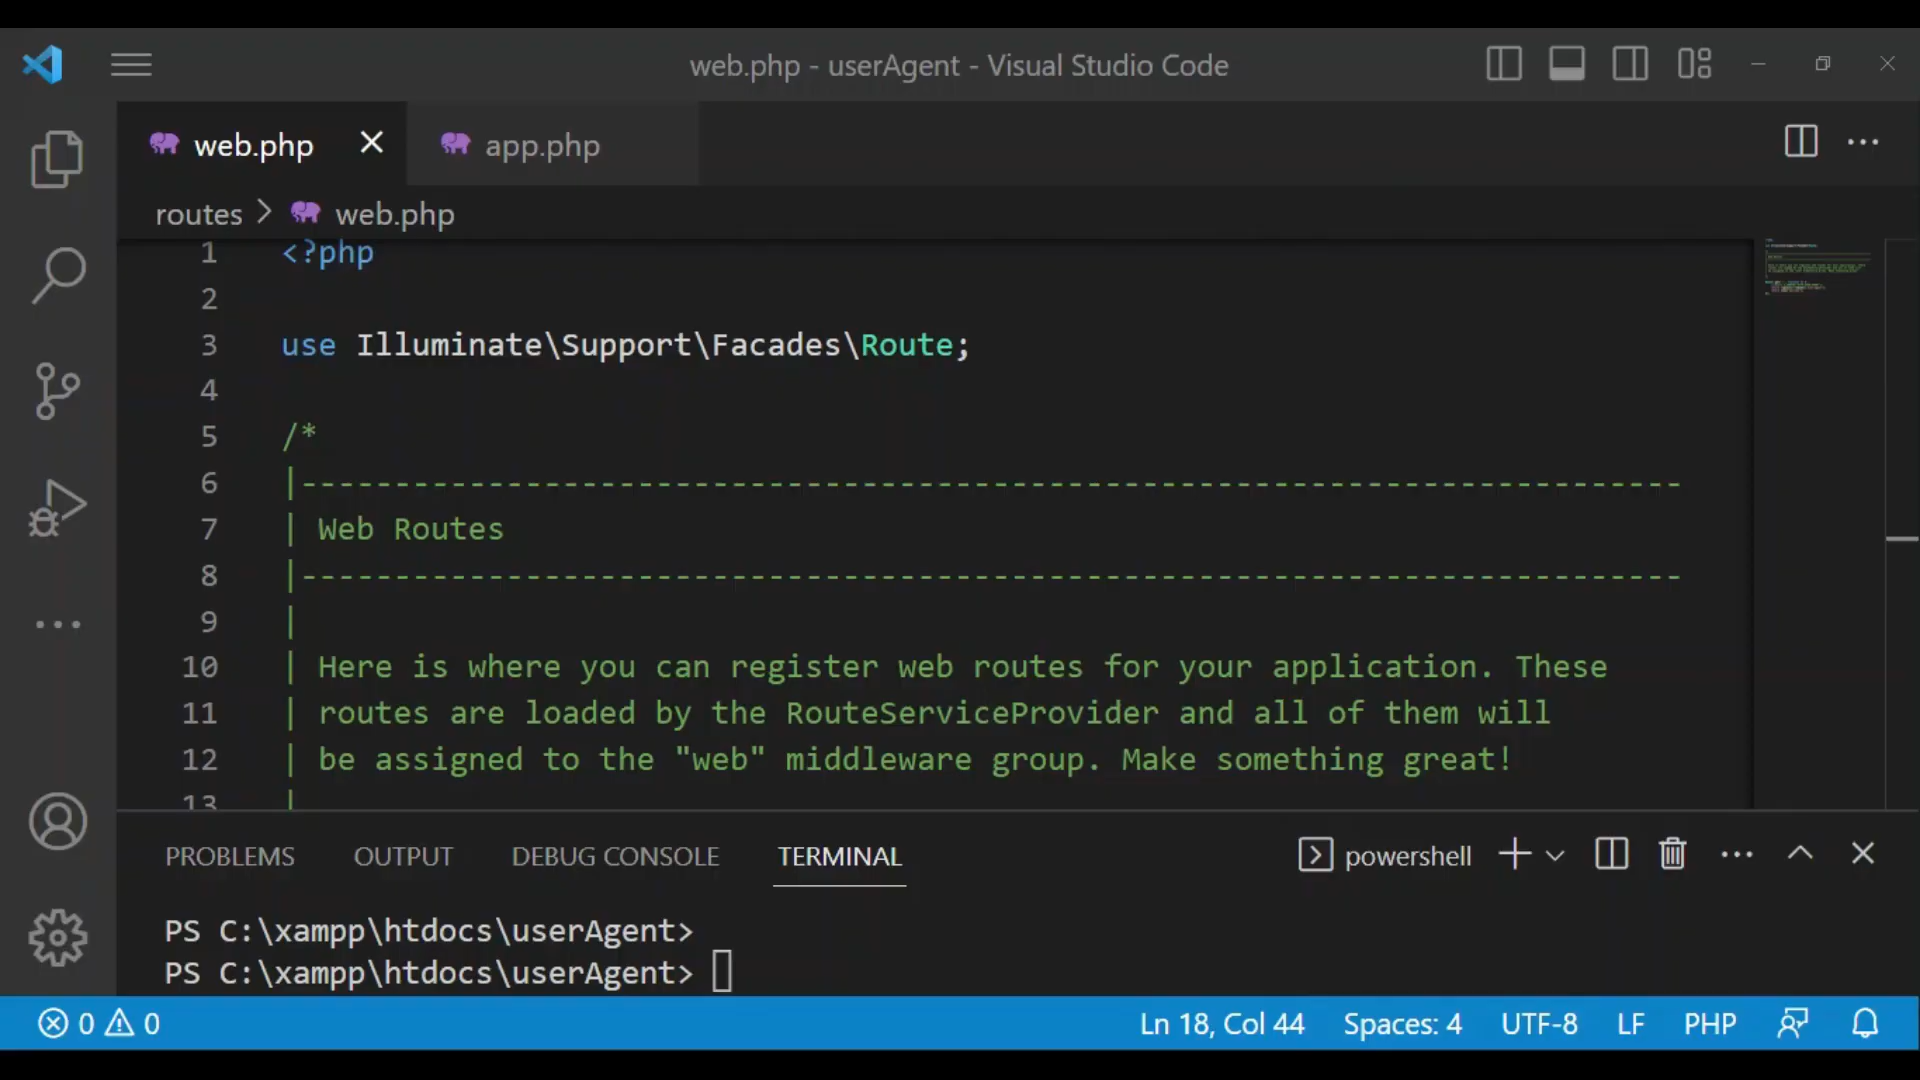 web.php - userAgent - Visual Studio Code
web.php
app.php
routes > web.php
1 <?php
2
3 use Illuminate\Support\Facades\Route;
4
5 /*
6 |--------------------------------------------------------------------------
7 | Web Routes
8 |--------------------------------------------------------------------------
9 |
10 | Here is where you can register web routes for your application. These
11 | routes are loaded by the RouteServiceProvider and all of them will
12 | be assigned to the "web" middleware group. Make something great!
13 |
PROBLEMS OUTPUT DEBUG CONSOLE TERMINAL powershell
PS C:\xampp\htdocs\userAgent>
PS C:\xampp\htdocs\userAgent>
0 0 Ln 18, Col 44 Spaces: 4 UTF-8 LF PHP